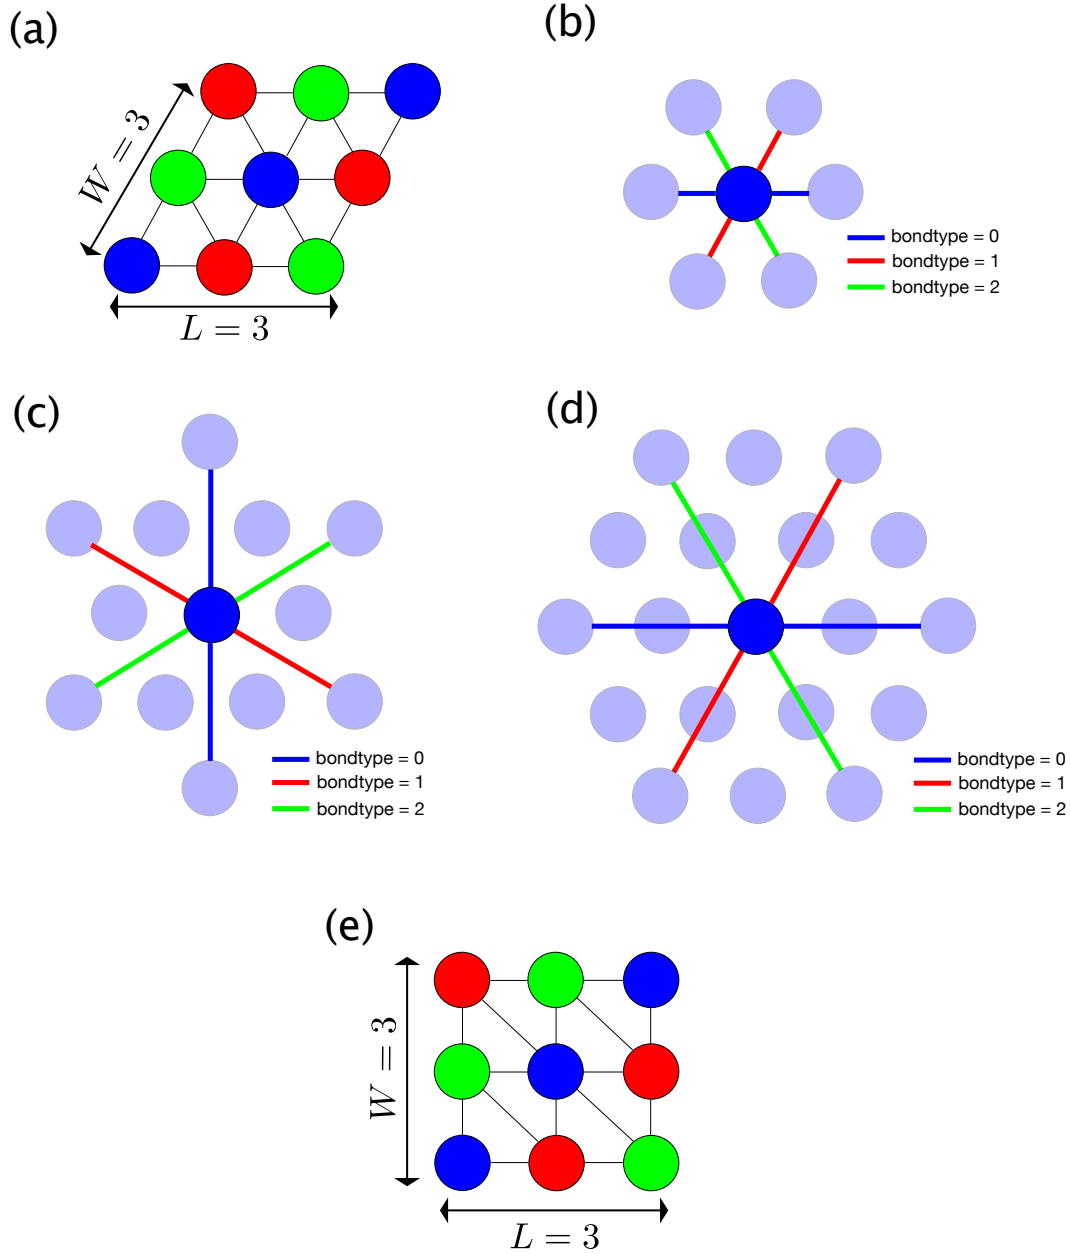 (a)
W = 3
L = 3
(b)
bondtype = 0
bondtype = 1
bondtype = 2
(c)
bondtype = 0
bondtype = 1
bondtype = 2
(d)
bondtype = 0
bondtype = 1
bondtype = 2
(e)
W = 3
L = 3